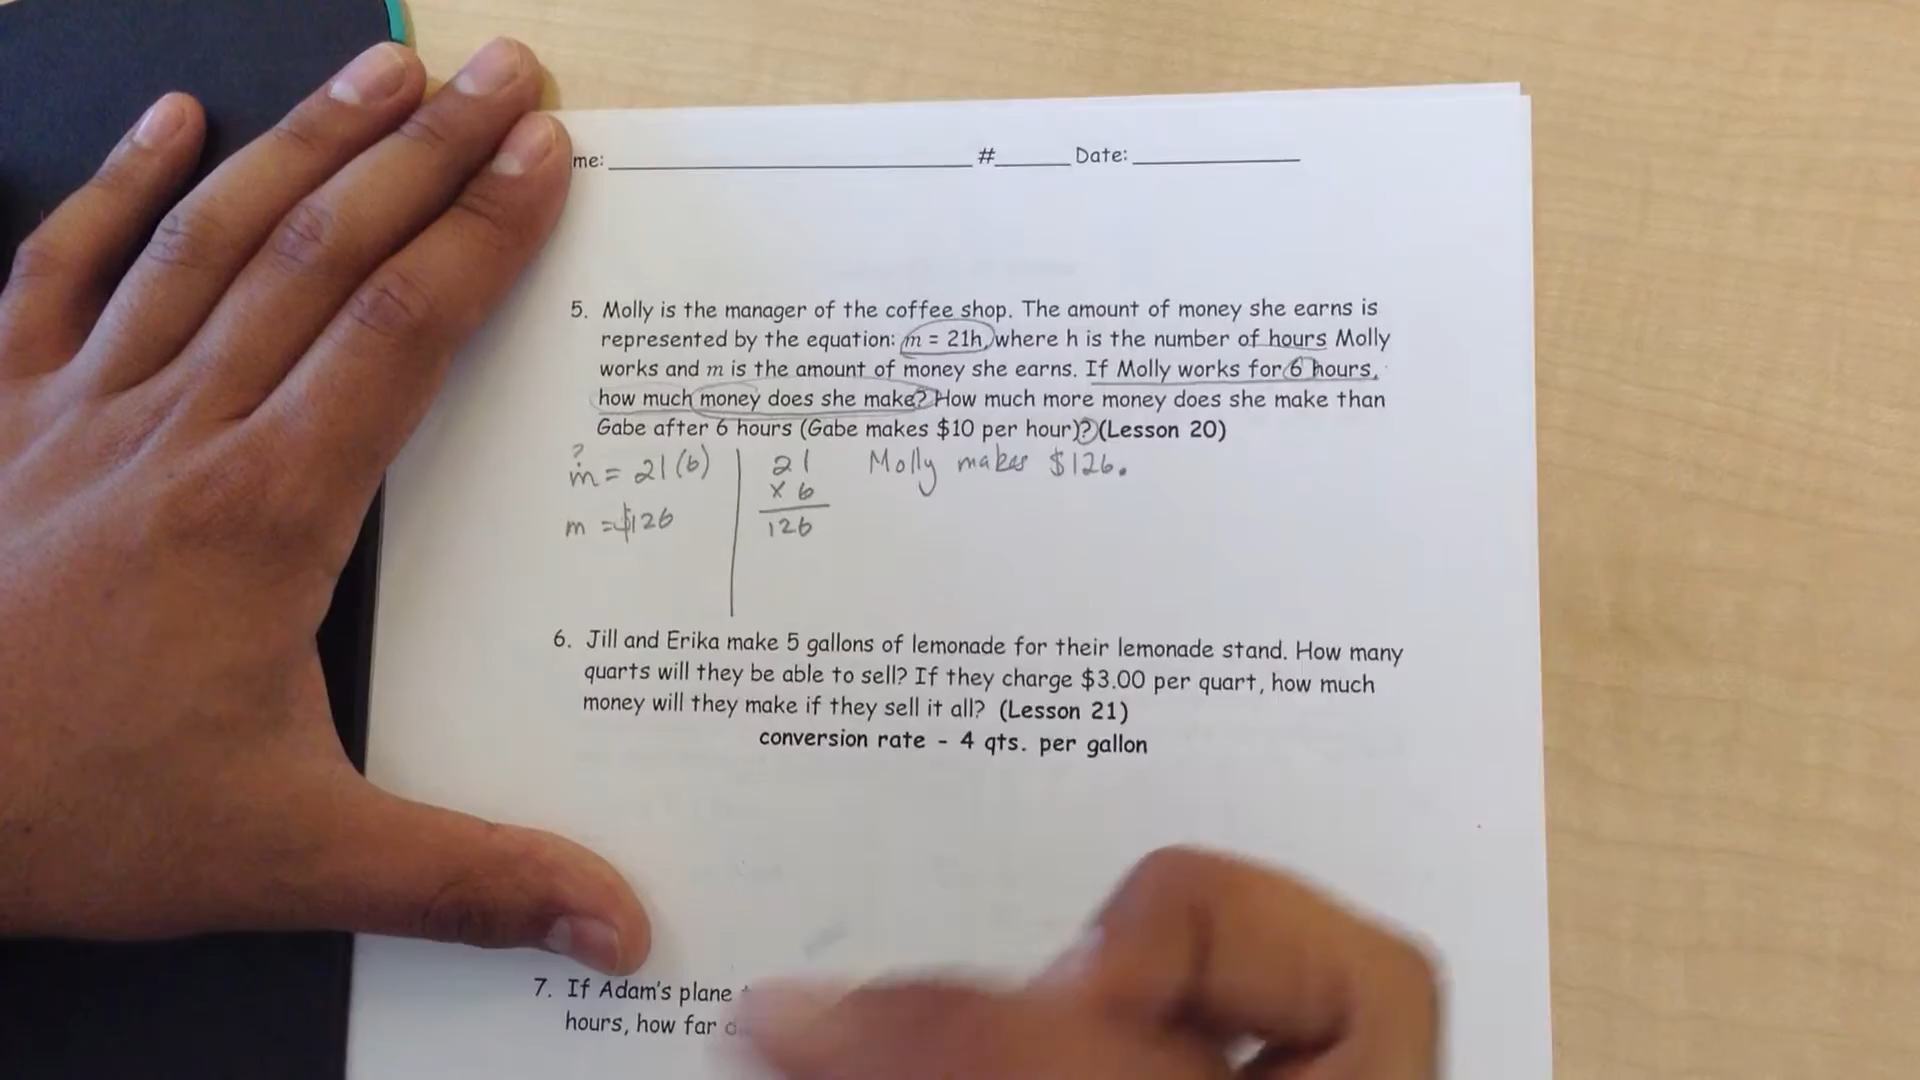 me: # Date:
5. Molly is the manager of the coffee shop. The amount of money she earns is
represented by the equation: m = 21h, where h is the number of hours Molly
works and m is the amount of money she earns. If Molly works for 6 hours,
how much money does she make? How much more money does she make than
Gabe after 6 hours (Gabe makes $10 per hour)? (Lesson 20)
?
m = 21(6)
m = $126
21
x 6
126
Molly makes $126.
6. Jill and Erika make 5 gallons of lemonade for their lemonade stand. How many
quarts will they be able to sell? If they charge $3.00 per quart, how much
money will they make if they sell it all? (Lesson 21)
conversion rate - 4 qts. per gallon
7. If Adam's plane
hours, how far